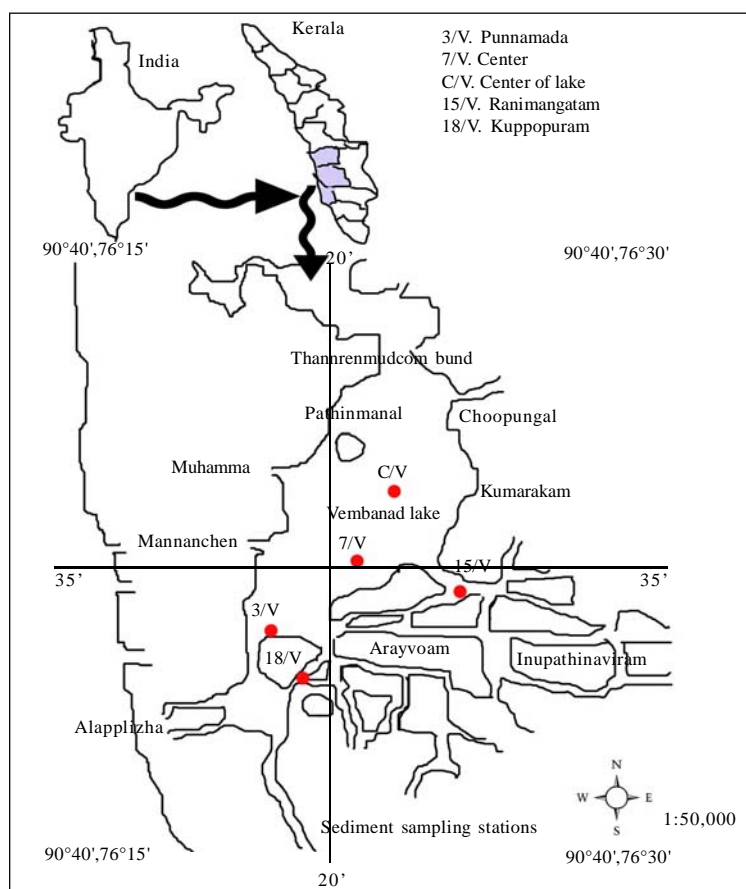 Kerala
India
3/V. Punnamada
7/V. Center
C/V. Center of lake
15/V. Ranimangatam
18/V. Kuppopuram
90°40',76°15'
20’
90°40',76°30'
Thannrenmudcom bund
Pathinmanal
Choopungal
Muhamma
C/V
Kumarakam
Vembanad lake
Mannanchen
7/V
15/V
35’
35’
3/V
Arayvoam
18/V
Inupathinaviram
Alapplizha
N
W E
S
1:50,000
Sediment sampling stations
90°40',76°15'
90°40',76°30'
20’